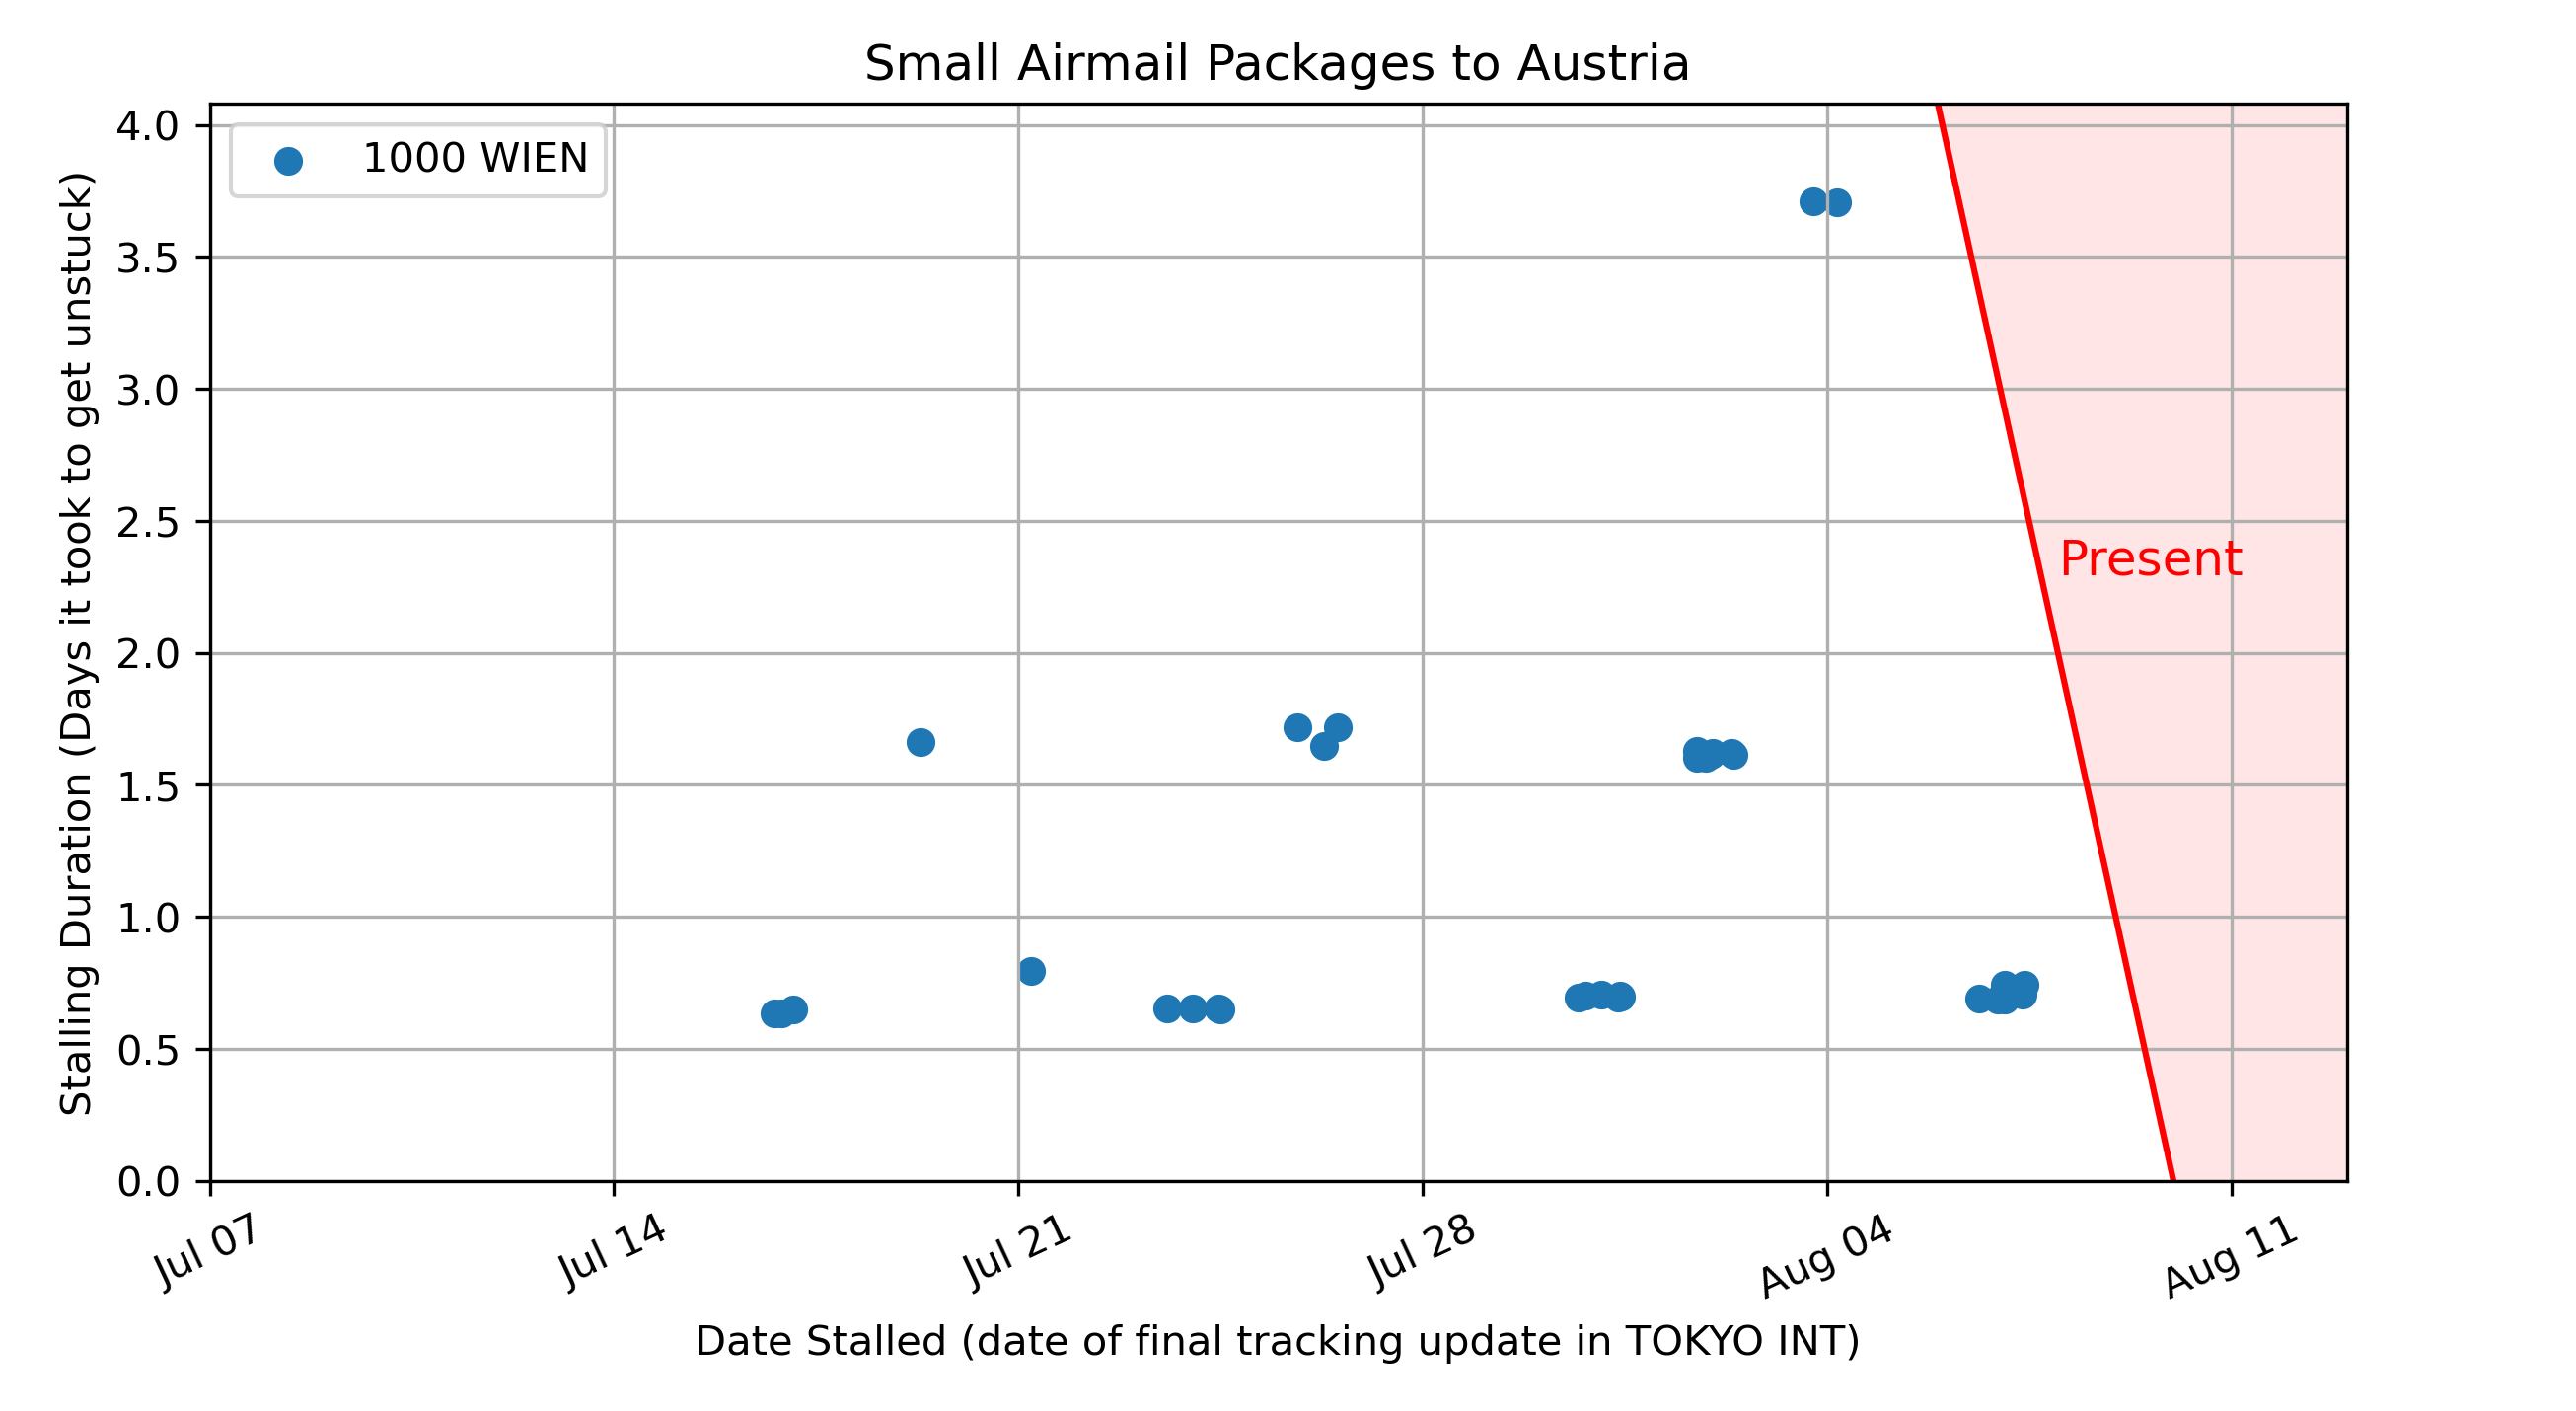 Small Airmail Packages to Austria
1000 WIEN
Stalling Duration (Days it took to get unstuck)
4.0
3.5
3.0
2.5
2.0
1.5
1.0
0.5
0.0
Present
Jul 07
Jul 14
Jul 21
Jul 28
Aug 04
Aug 11
Date Stalled (date of final tracking update in TOKYO INT)